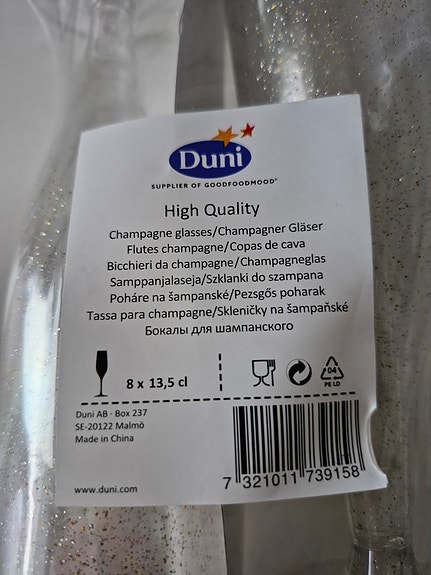 Duni
SUPPLIER OF GOODFOODMOOD®
High Quality
Champagne glasses/Champagner Gläser
Flutes champagne/Copas de cava
Bicchieri da champagne/Champagneglas
Samppanjalaseja/Szklanki do szampana
Poháre na šampanské/Pezsgős poharak
Tassa para champagne/Skleničky na šampaňské
Бокалы для шампанского
8 x 13,5 cl
04
PE LD
Duni AB · Box 237
SE-20122 Malmö
Made in China
www.duni.com
7 321011 739158